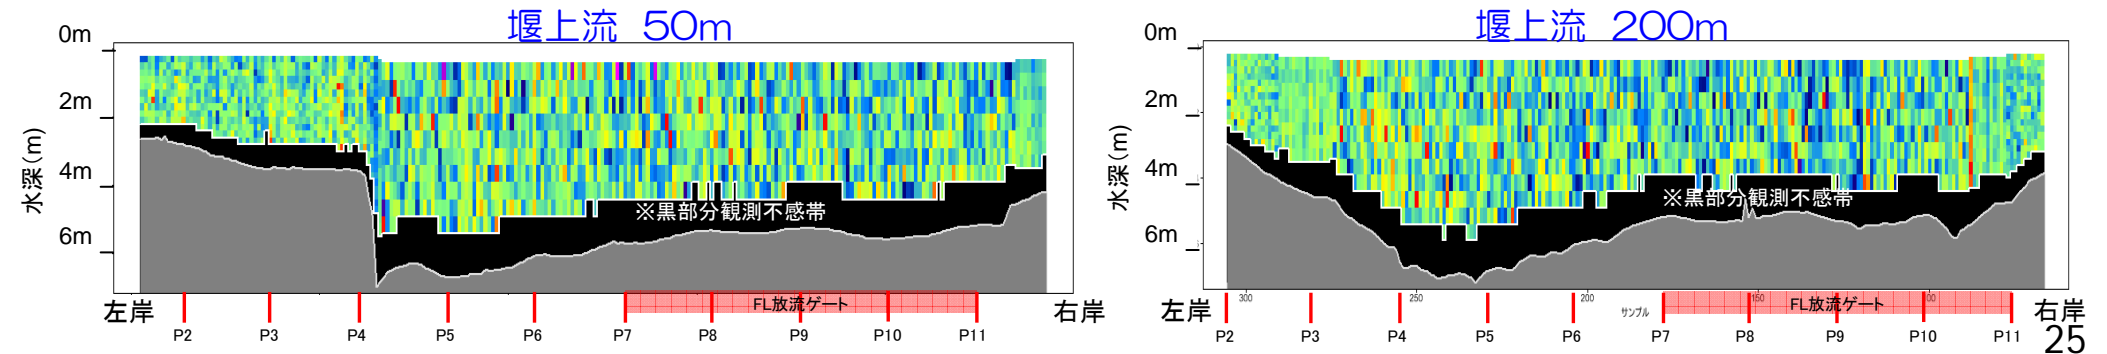 堰上流 50m
0m
2m
4m
6m
水深(m)
※黒部分観測不感帯
左岸
FL放流ゲート
右岸
P2 P3 P4 P5 P6 P7 P8 P9 P10 P11
堰上流 200m
0m
2m
4m
6m
水深(m)
※黒部分観測不感帯
300 250 200 150 100
サンプル
左岸
FL放流ゲート
右岸
P2 P3 P4 P5 P6 P7 P8 P9 P10 P11
25